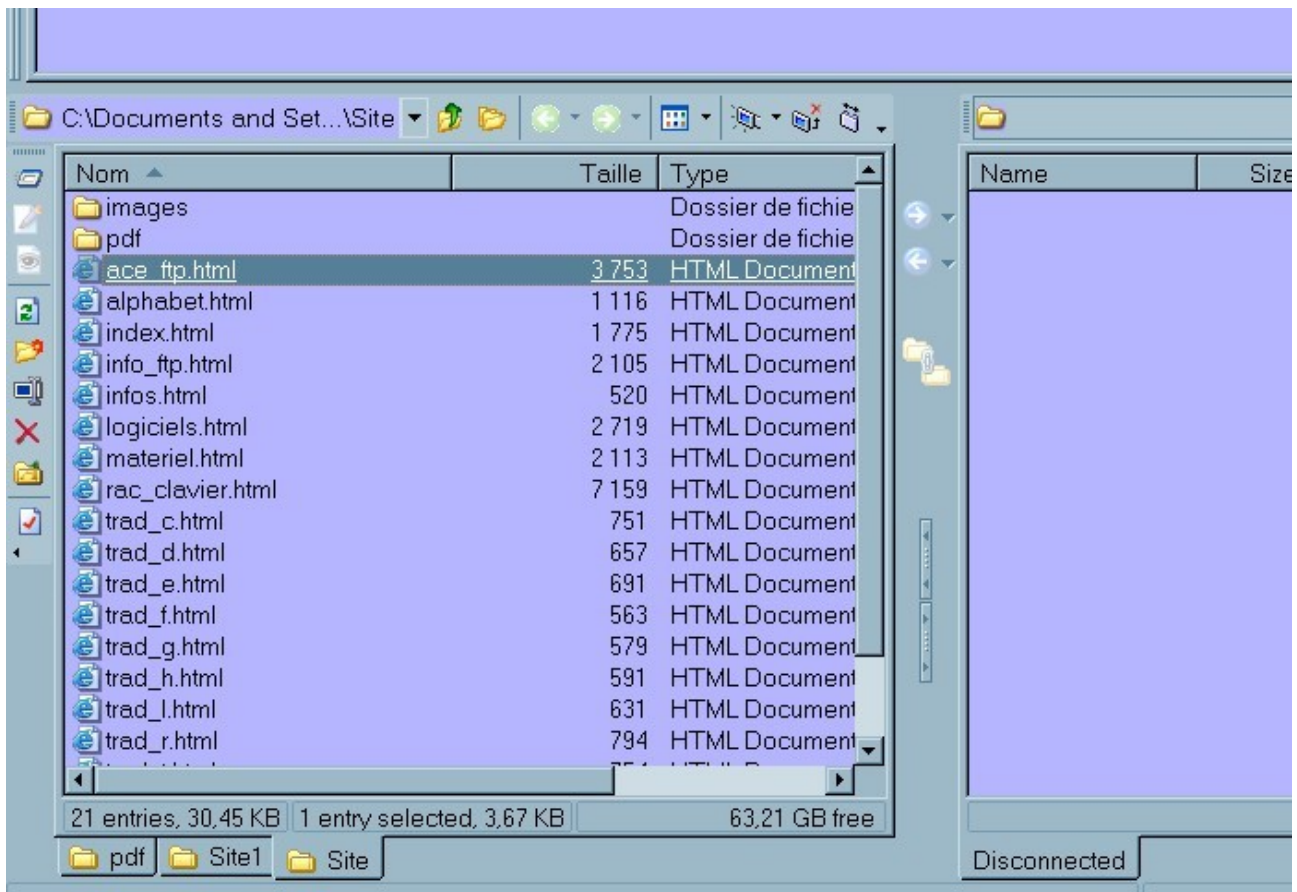 C:\Documents and Set...\Site
Nom Taille Type Name Size
images Dossier de fichie
pdf Dossier de fichie
ace_ftp.html 3 753 HTML Document
alphabet.html 1 116 HTML Document
index.html 1 775 HTML Document
info_ftp.html 2 105 HTML Document
infos.html 520 HTML Document
logiciels.html 2 719 HTML Document
materiel.html 2 113 HTML Document
rac_clavier.html 7 159 HTML Document
trad_c.html 751 HTML Document
trad_d.html 657 HTML Document
trad_e.html 691 HTML Document
trad_f.html 563 HTML Document
trad_g.html 579 HTML Document
trad_h.html 591 HTML Document
trad_l.html 631 HTML Document
trad_r.html 794 HTML Document
21 entries, 30,45 KB 1 entry selected, 3,67 KB 63,21 GB free
pdf Site1 Site Disconnected